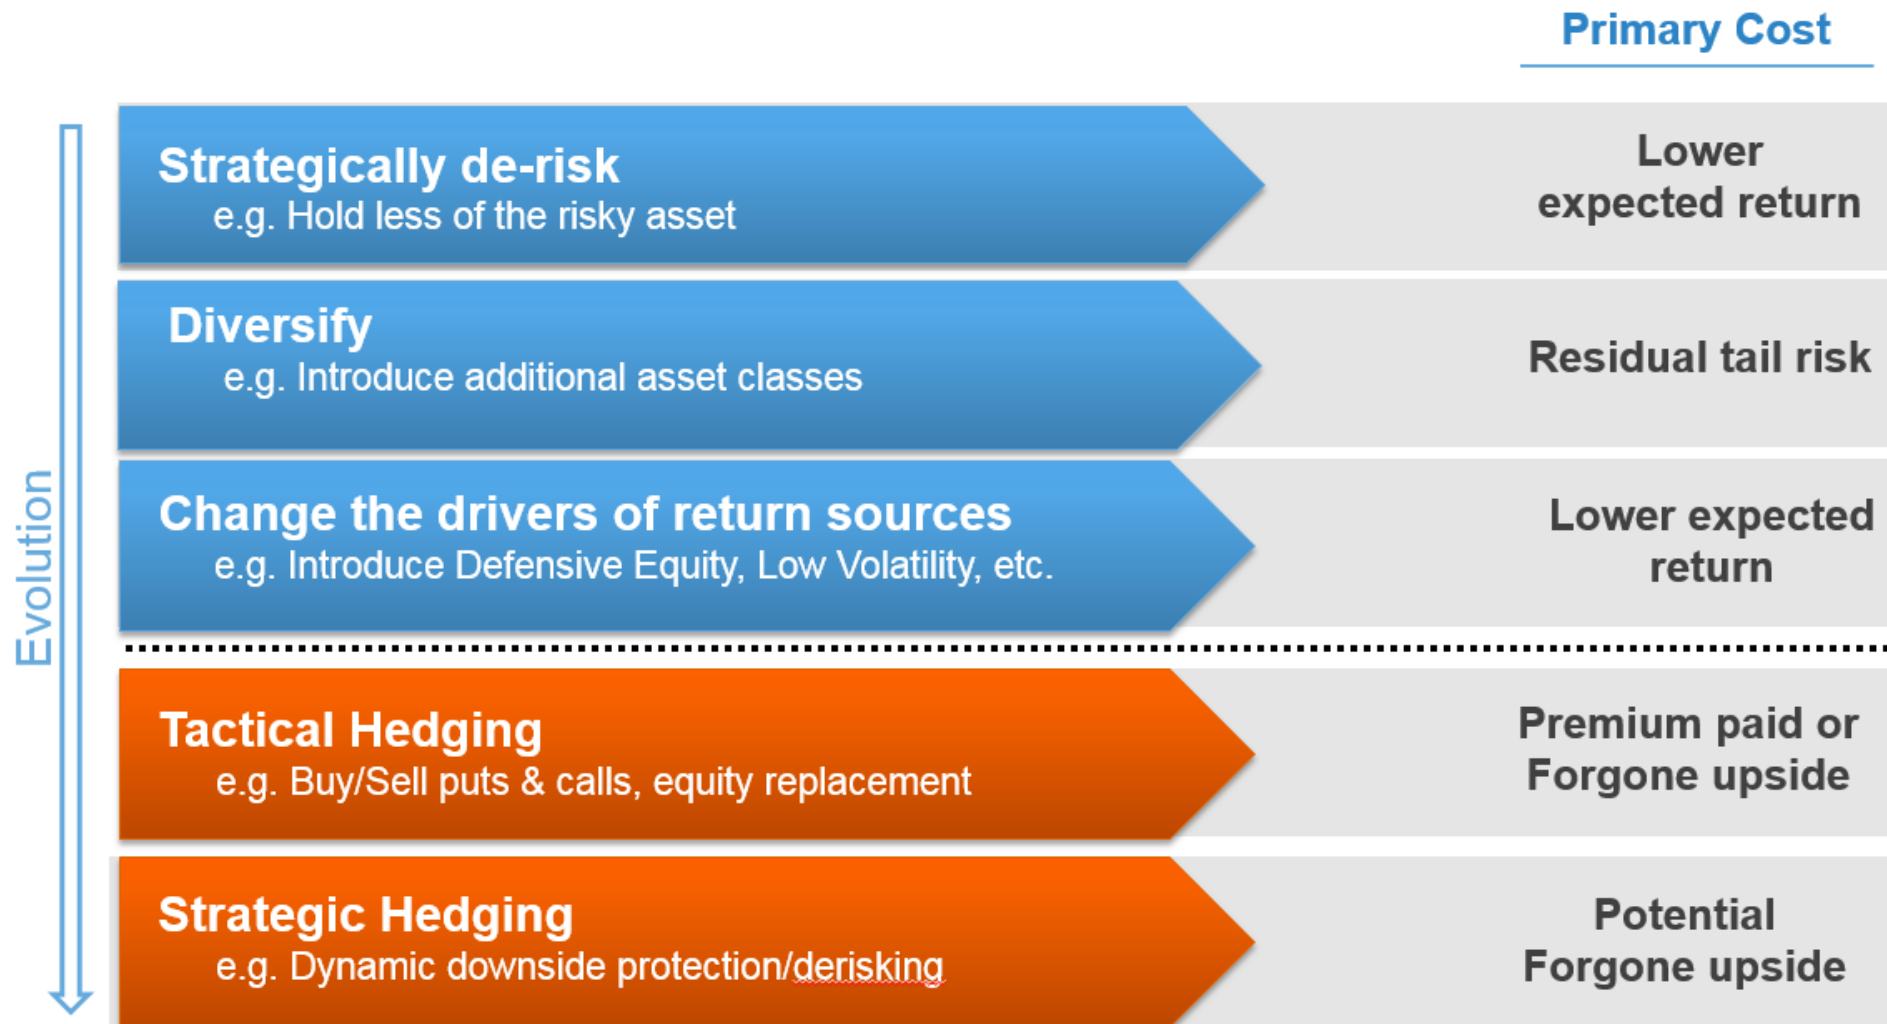 Primary Cost
Strategically de-risk
e.g. Hold less of the risky asset
Lower
expected return
Diversify
e.g. Introduce additional asset classes
Residual tail risk
Evolution
Change the drivers of return sources
e.g. Introduce Defensive Equity, Low Volatility, etc.
Lower expected
return
Tactical Hedging
e.g. Buy/Sell puts & calls, equity replacement
Premium paid or
Forgone upside
Strategic Hedging
e.g. Dynamic downside protection/derisking
Potential
Forgone upside